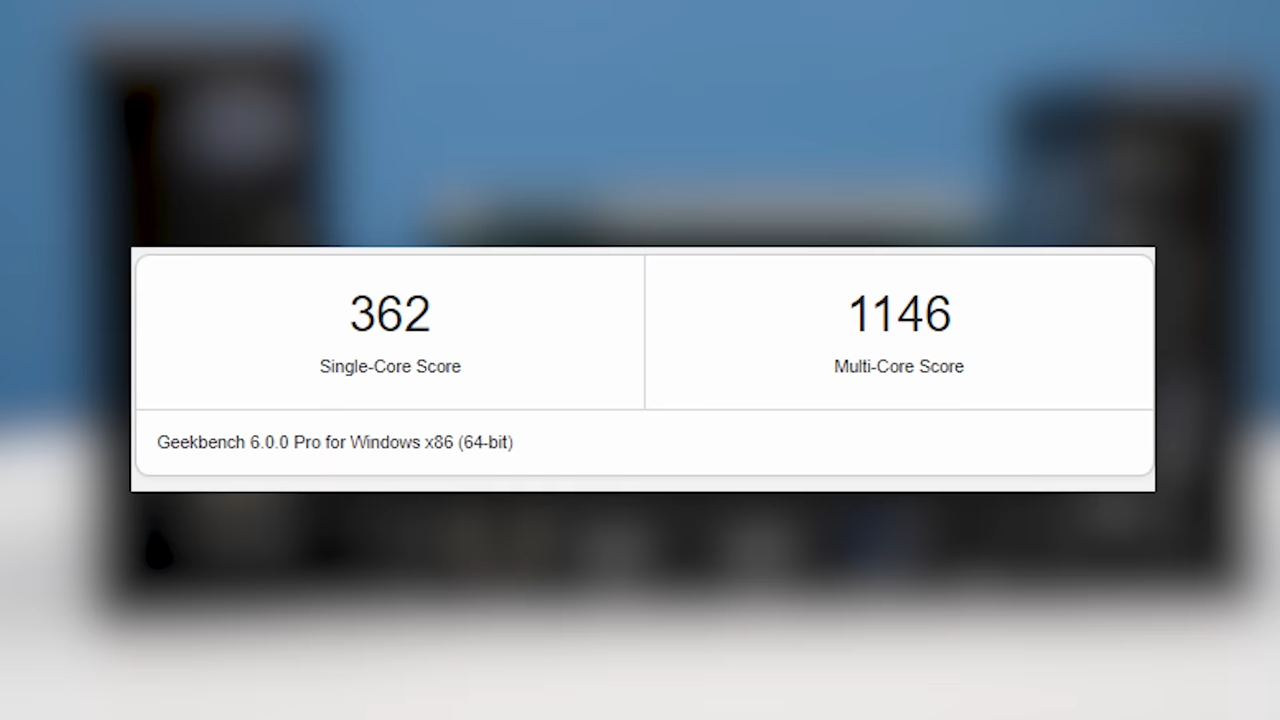 362
1146
Single-Core Score
Multi-Core Score
Geekbench 6.0.0 Pro for Windows x86 (64-bit)